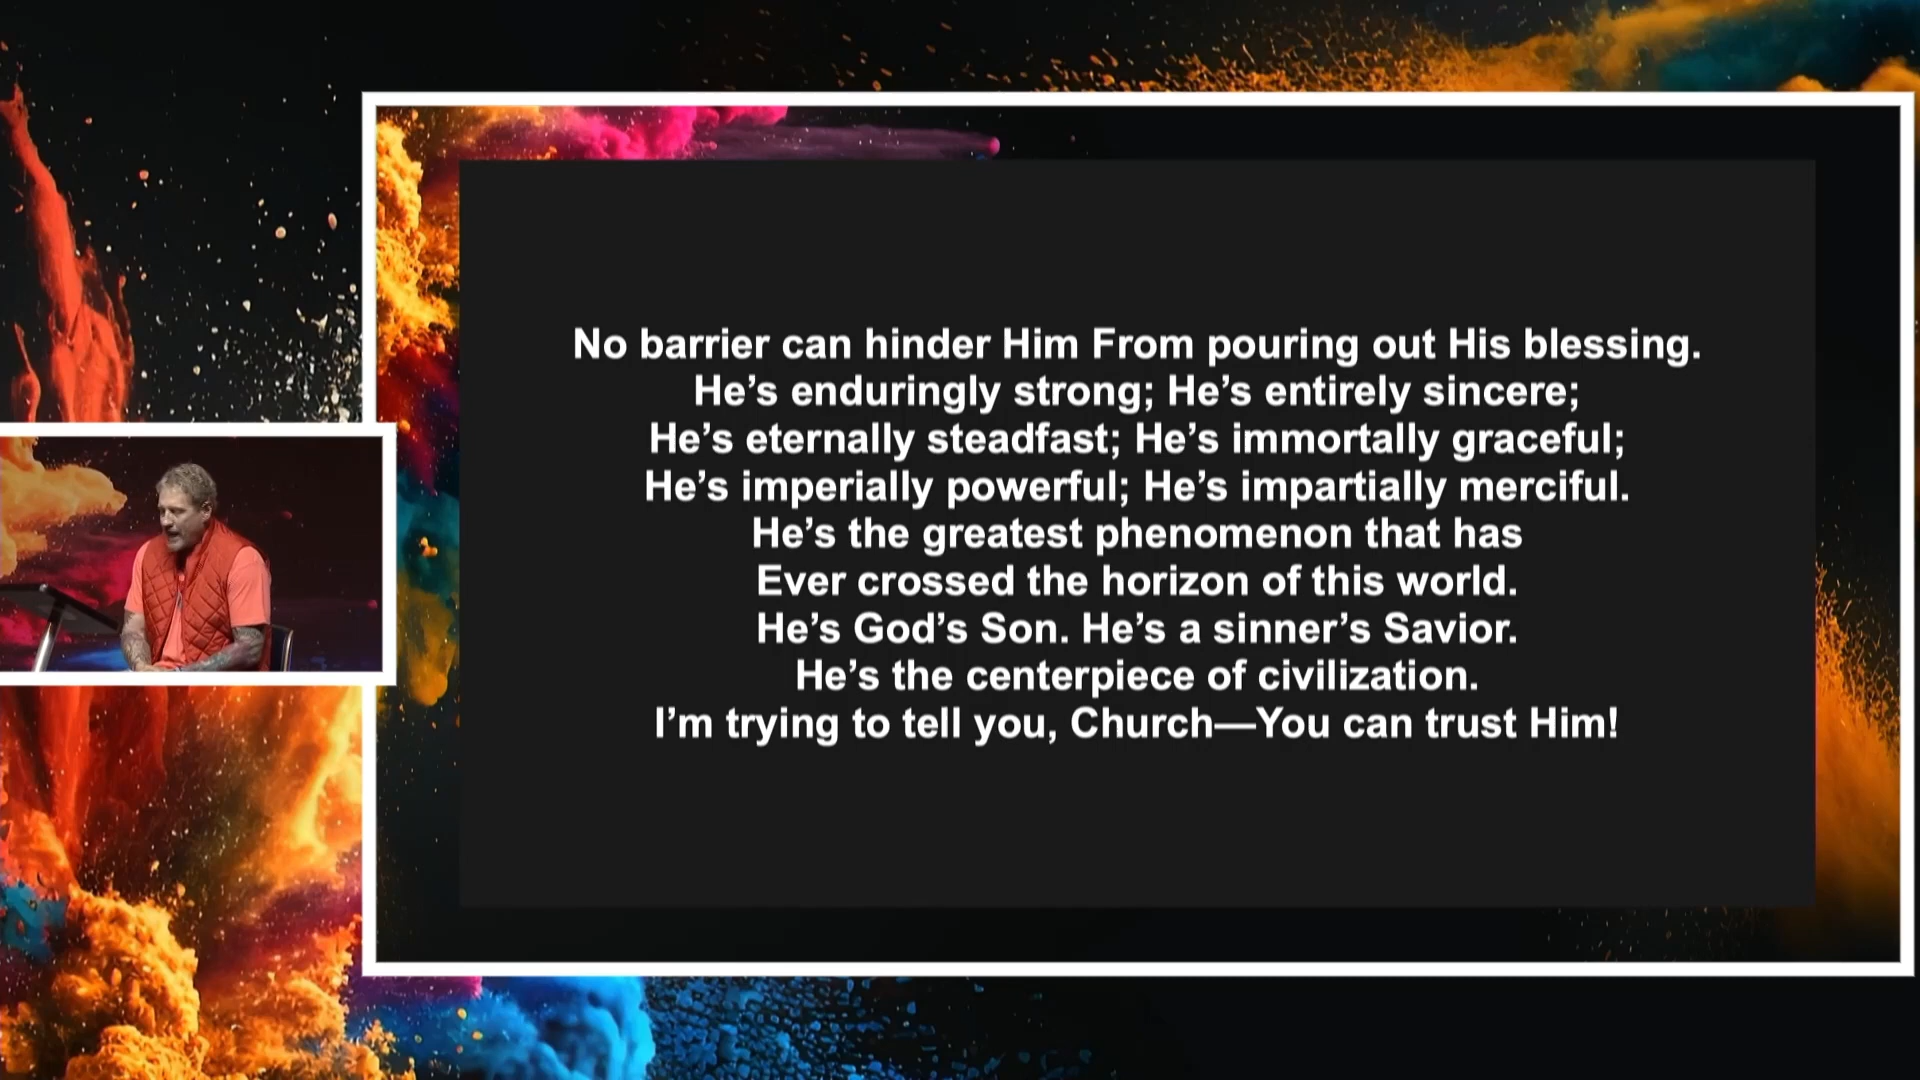 No barrier can hinder Him From pouring out His blessing.
He’s enduringly strong; He’s entirely sincere;
He’s eternally steadfast; He’s immortally graceful;
He’s imperially powerful; He’s impartially merciful.
He’s the greatest phenomenon that has
Ever crossed the horizon of this world.
He’s God’s Son. He’s a sinner’s Savior.
He’s the centerpiece of civilization.
I’m trying to tell you, Church—You can trust Him!